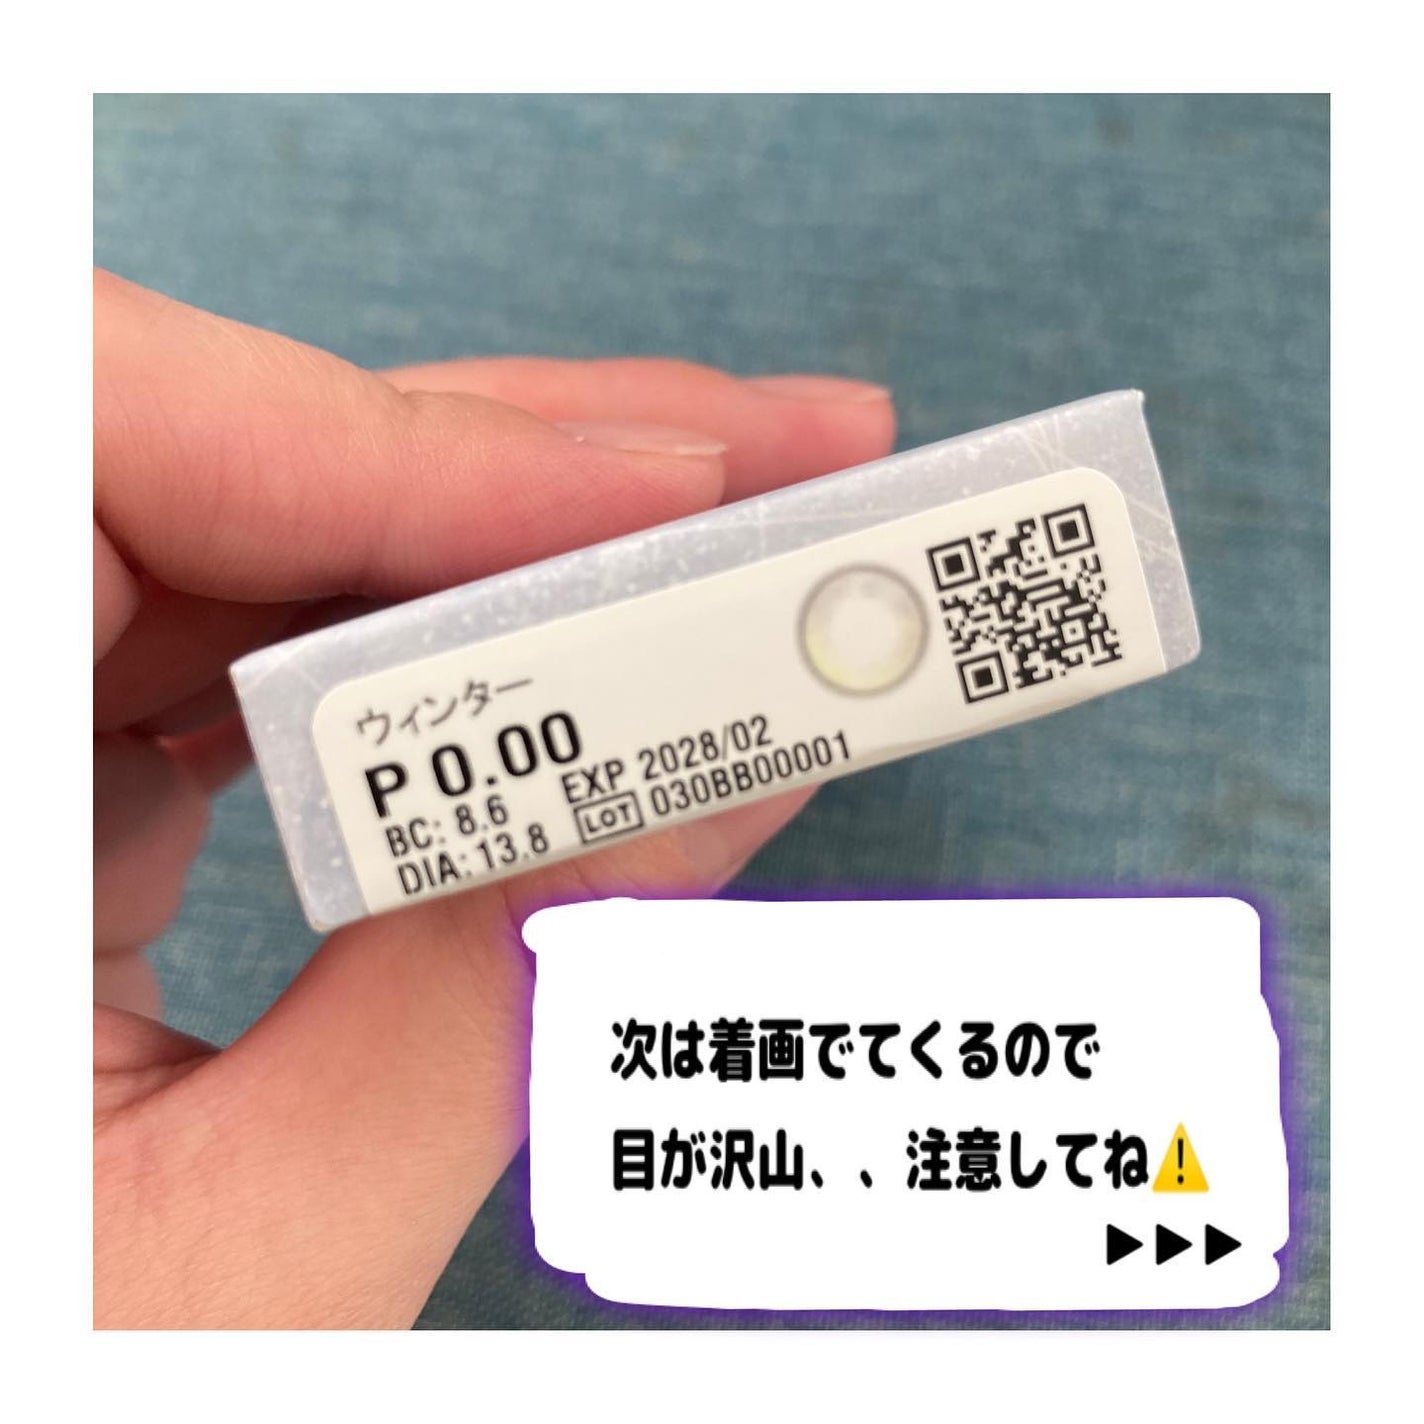 ウィンター
P 0.00
BC: 8.6
DIA: 13.8
EXP 2028/02
LOT 030BB00001
次は着画でてくるので
目が沢山、、注意してね⚠️
▶▶▶